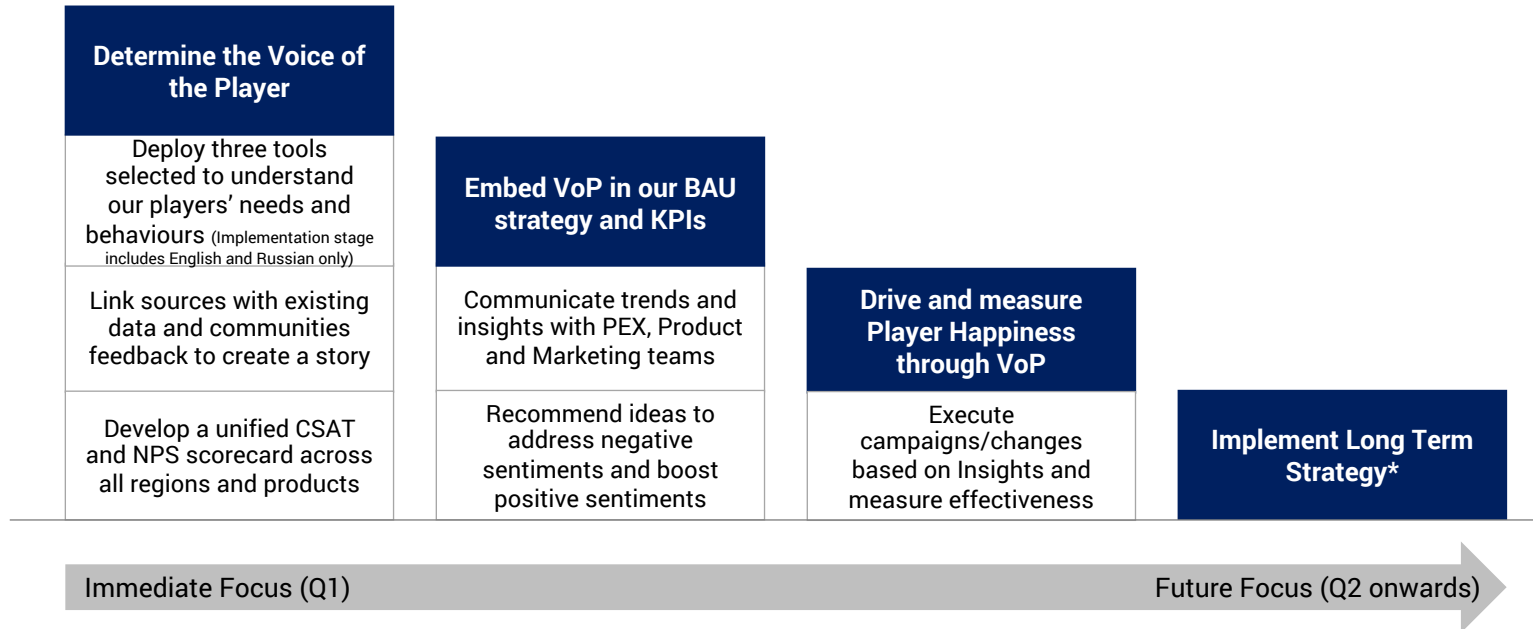 Determine the Voice of
the Player
Deploy three tools
selected to understand
our players’ needs and
behaviours (Implementation stage
includes English and Russian only)
Link sources with existing
data and communities
feedback to create a story
Develop a unified CSAT
and NPS scorecard across
all regions and products
Embed VoP in our BAU
strategy and KPIs
Communicate trends and
insights with PEX, Product
and Marketing teams
Recommend ideas to
address negative
sentiments and boost
positive sentiments
Drive and measure
Player Happiness
through VoP
Execute
campaigns/changes
based on Insights and
measure effectiveness
Implement Long Term
Strategy*
Immediate Focus (Q1)
Future Focus (Q2 onwards)